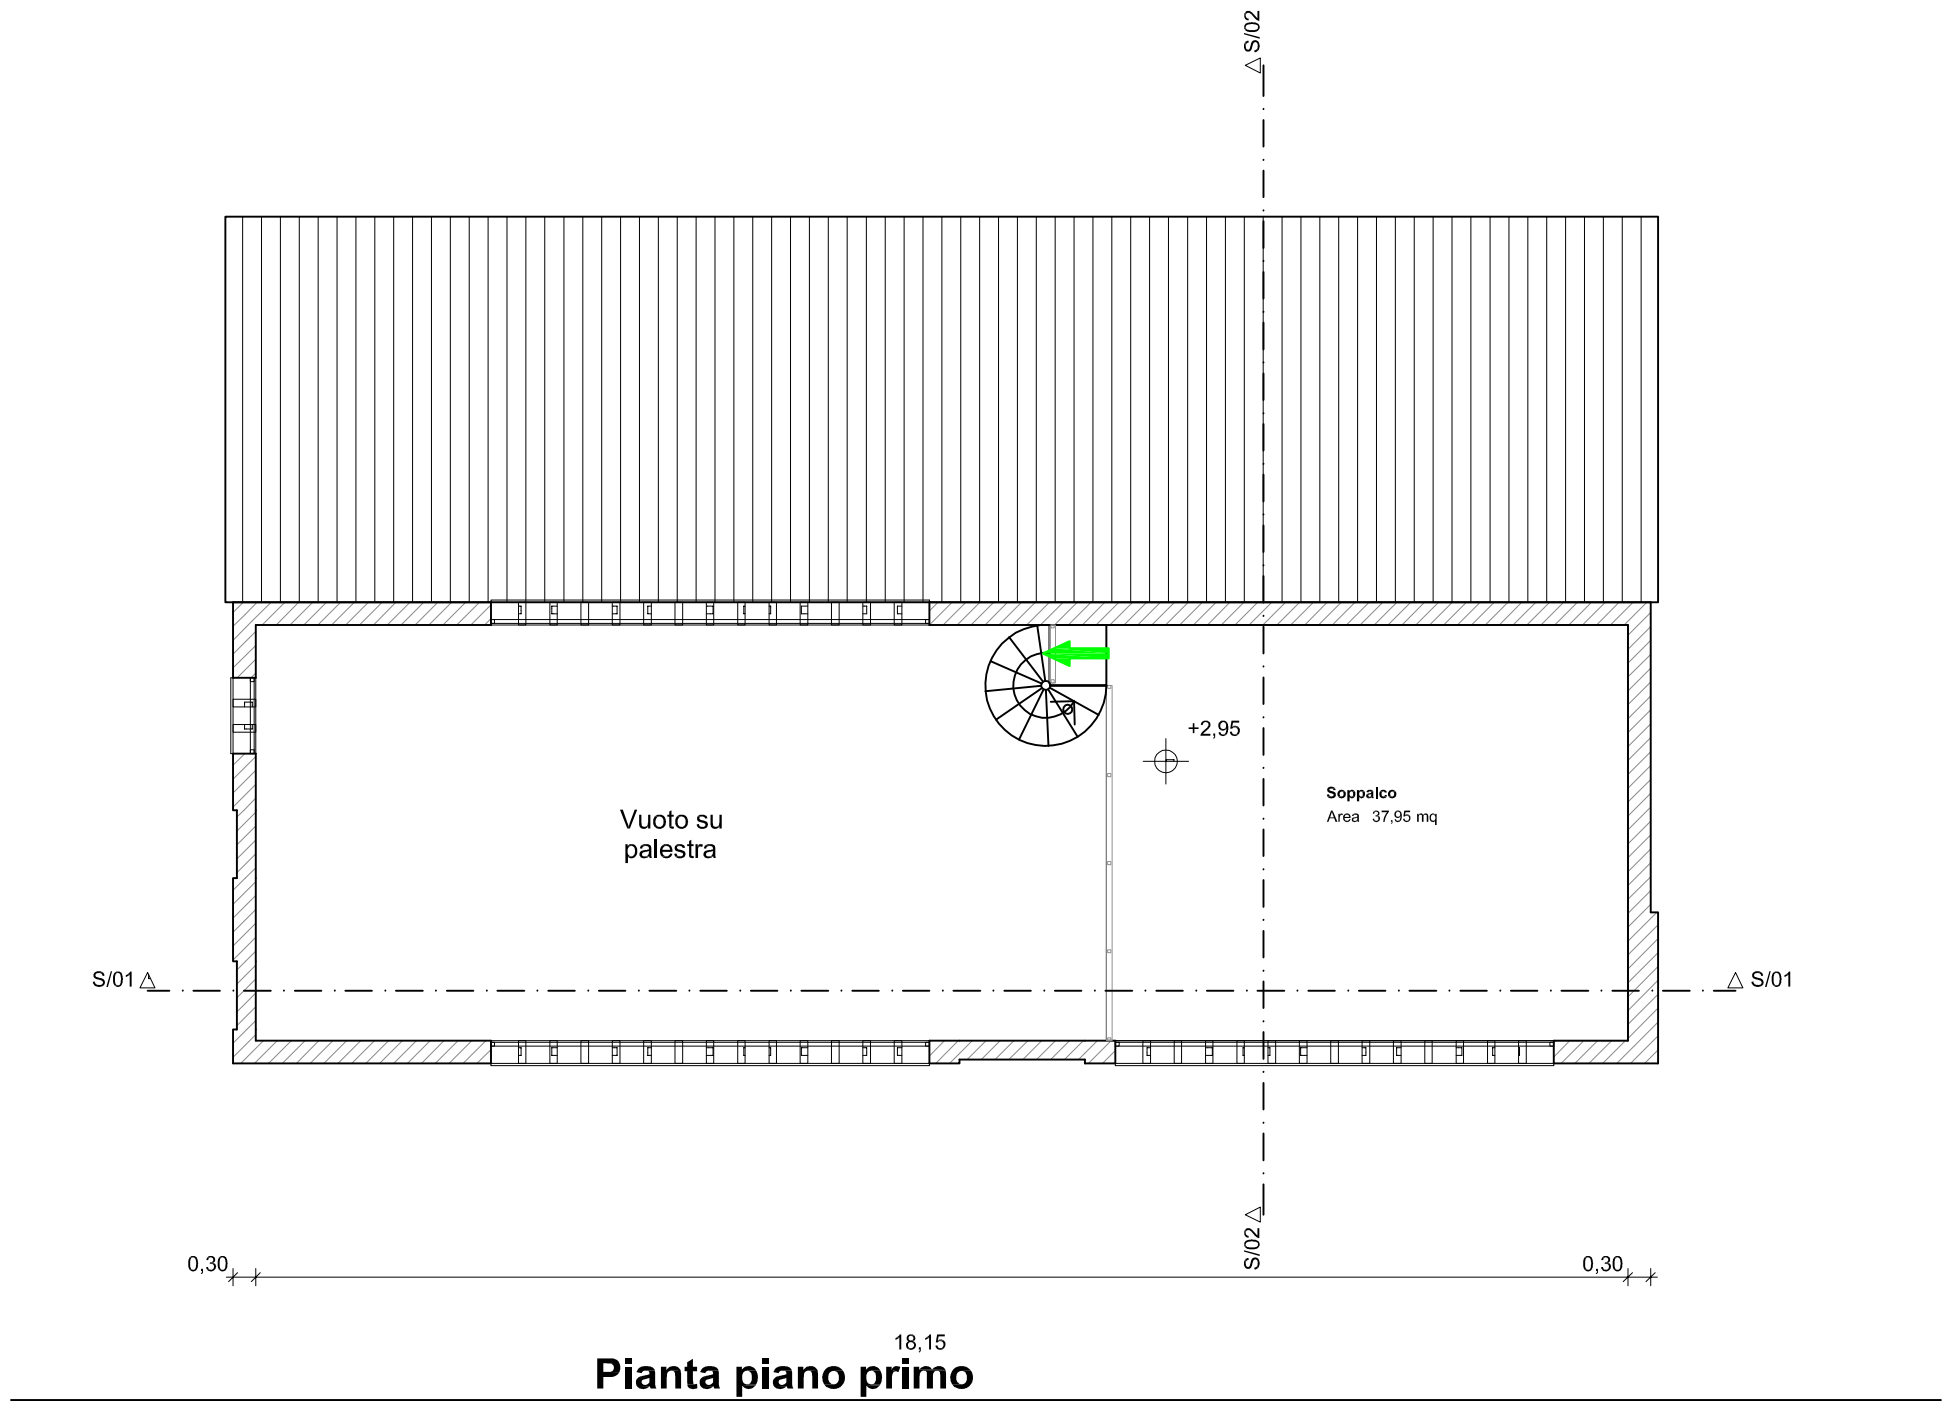 S/02
+2,95
Soppalco
Area 37,95 mq
Vuoto su
palestra
S/01
S/01
S/02
0,30
0,30
18,15
Pianta piano primo